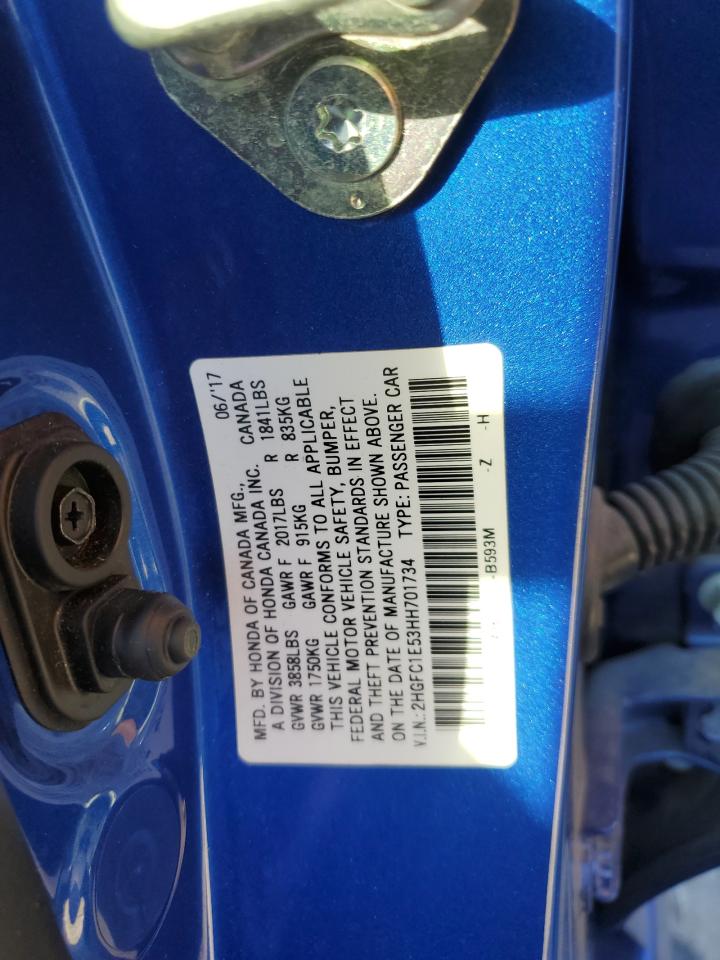 MFD. BY HONDA OF CANADA MFG., 06/'17
A DIVISION OF HONDA CANADA INC. CANADA
GVWR 3858LBS GAWR F 2017LBS R 1841LBS
GVWR 1750KG GAWR F 915KG R 835KG
THIS VEHICLE CONFORMS TO ALL APPLICABLE
FEDERAL MOTOR VEHICLE SAFETY, BUMPER,
AND THEFT PREVENTION STANDARDS IN EFFECT
ON THE DATE OF MANUFACTURE SHOWN ABOVE.
V.I.N.: 2HGFC1E53HH701734 TYPE: PASSENGER CAR
-B593M -Z -H